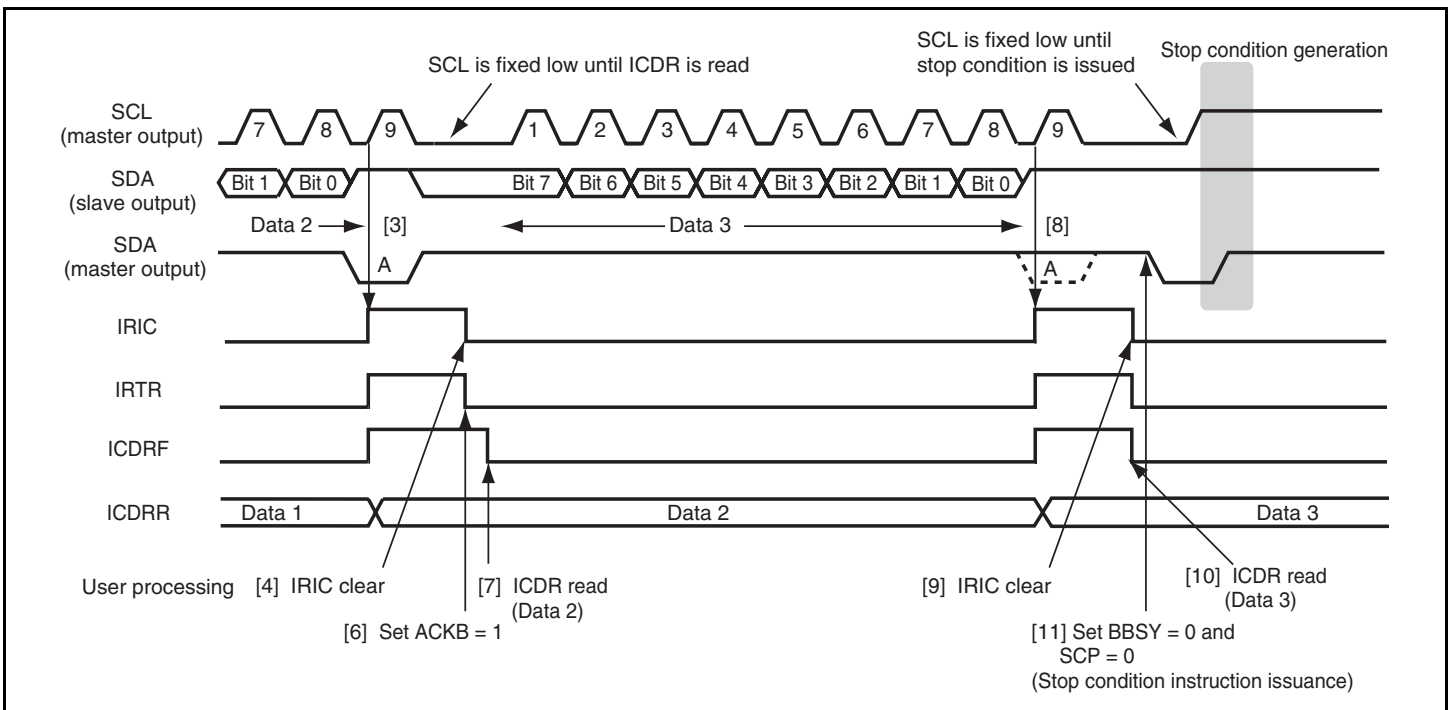 SCL is fixed low until ICDR is read
SCL is fixed low until
stop condition is issued
Stop condition generation
SCL
(master output)
7 8 9 1 2 3 4 5 6 7 8 9
SDA
(slave output)
Bit 1 Bit 0 Bit 7 Bit 6 Bit 5 Bit 4 Bit 3 Bit 2 Bit 1 Bit 0
Data 2 [3] Data 3 [8]
SDA
(master output)
A A
IRIC
IRTR
ICDRF
ICDRR
Data 1 Data 2 Data 3
User processing
[4] IRIC clear
[7] ICDR read
(Data 2)
[6] Set ACKB = 1
[9] IRIC clear
[10] ICDR read
(Data 3)
[11] Set BBSY = 0 and
SCP = 0
(Stop condition instruction issuance)